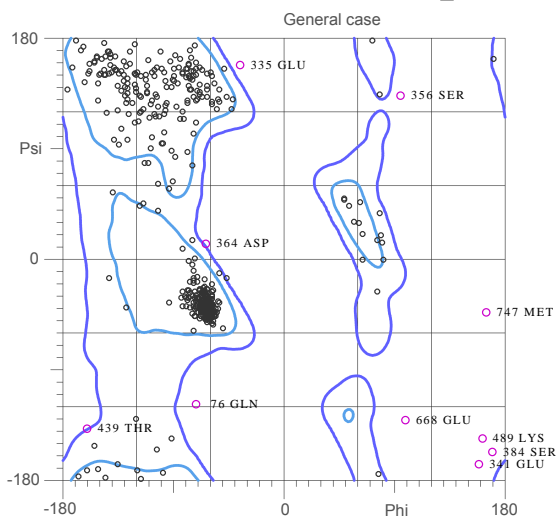 General case
180
335 GLU
356 SER
Psi
364 ASP
0
747 MET
76 GLN
668 GLU
439 THR
489 LYS
384 SER
341 GLU
-180
-180
0
Phi
180